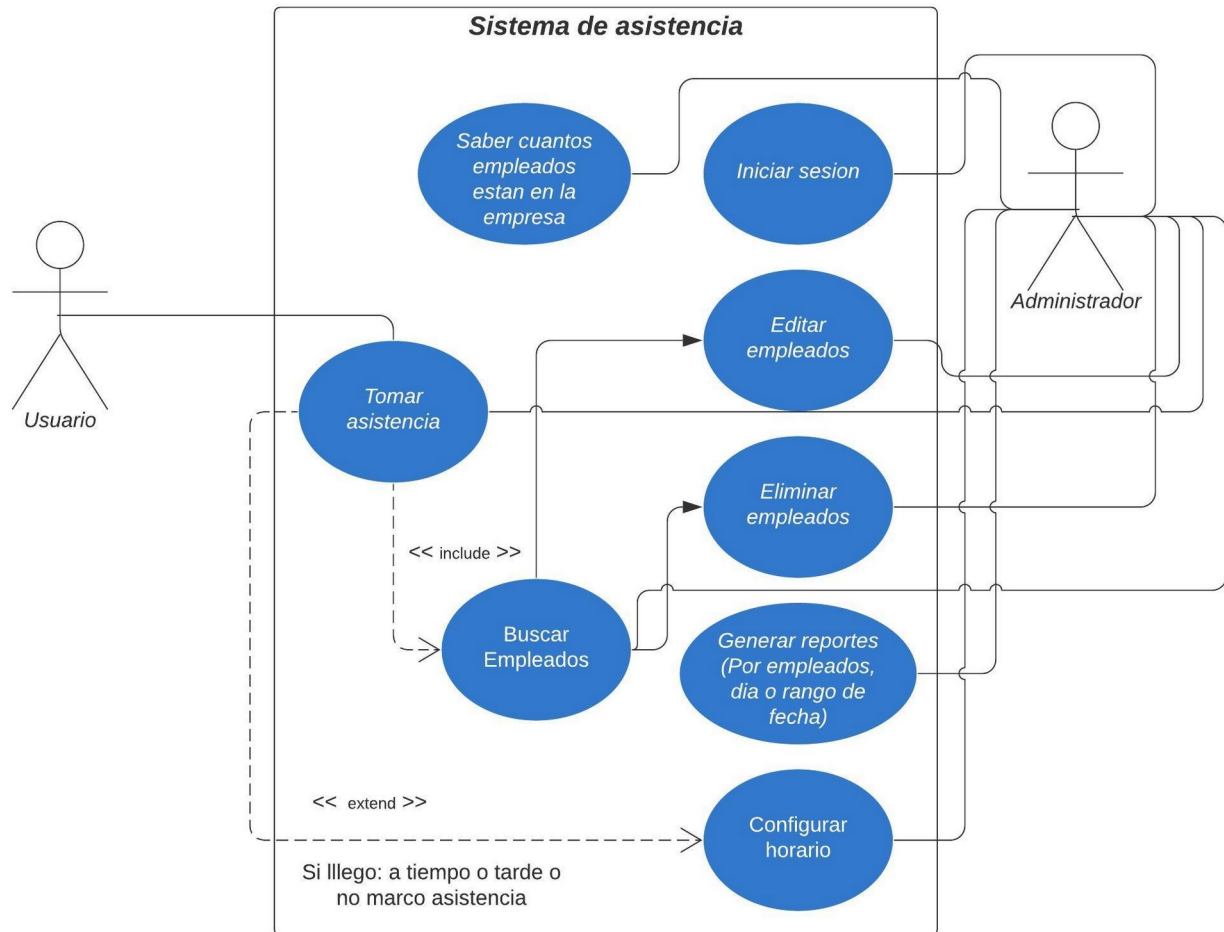 Sistema de asistencia
Saber cuantos
empleados
estan en la
empresa
Iniciar sesion
Administrador
Usuario
Editar
empleados
Tomar
asistencia
Eliminar
empleados
<< include >>
Buscar
Empleados
Generar reportes
(Por empleados,
dia o rango de
fecha)
<< extend >>
Configurar
horario
Si lllego: a tiempo o tarde o
no marco asistencia